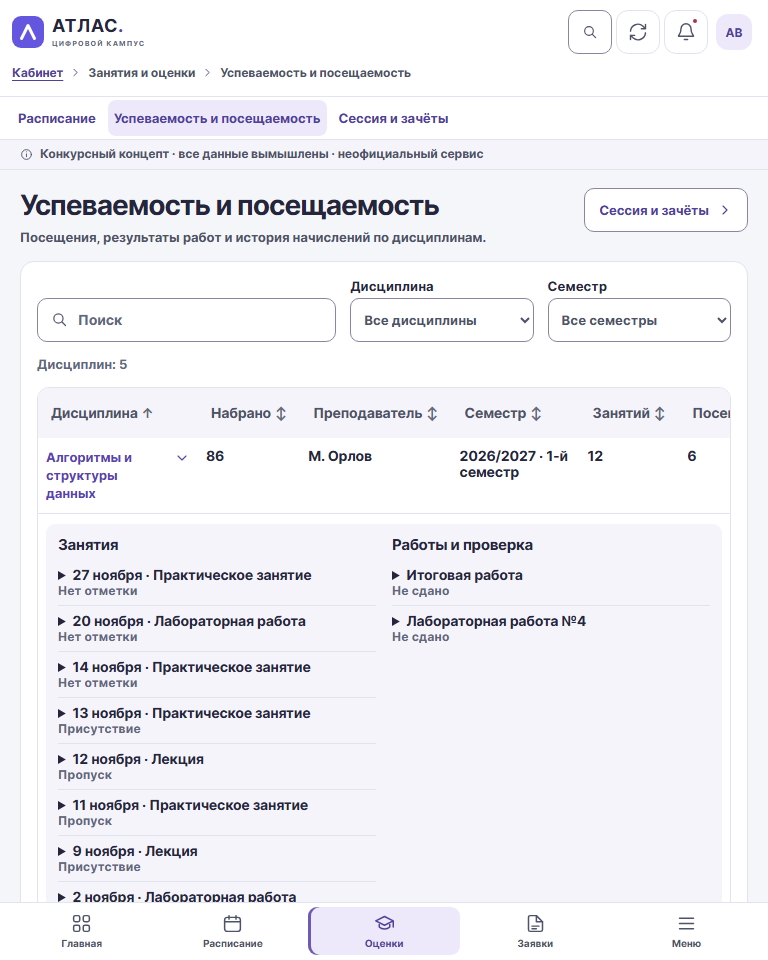 АТЛАС.
ЦИФРОВОЙ КАМПУС
АВ
Кабинет
Занятия и оценки
Успеваемость и посещаемость
Расписание
Успеваемость и посещаемость
Сессия и зачёты
Конкурсный концепт · все данные вымышлены · неофициальный сервис
Успеваемость и посещаемость
Посещения, результаты работ и история начислений по дисциплинам.
Сессия и зачёты
Дисциплина
Семестр
Поиск
Все дисциплины
Все семестры
Дисциплин: 5
Дисциплина ↑
Набрано
Преподаватель
Семестр
Занятий
Посе
Алгоритмы и
структуры
данных
86
М. Орлов
2026/2027 · 1-й
семестр
12
6
Занятия
27 ноября · Практическое занятие
Нет отметки
20 ноября · Лабораторная работа
Нет отметки
14 ноября · Практическое занятие
Нет отметки
13 ноября · Практическое занятие
Присутствие
12 ноября · Лекция
Пропуск
11 ноября · Практическое занятие
Пропуск
9 ноября · Лекция
Присутствие
2 ноября · Лабораторная работа
Работы и проверка
Итоговая работа
Не сдано
Лабораторная работа №4
Не сдано
Главная
Расписание
Оценки
Заявки
Меню